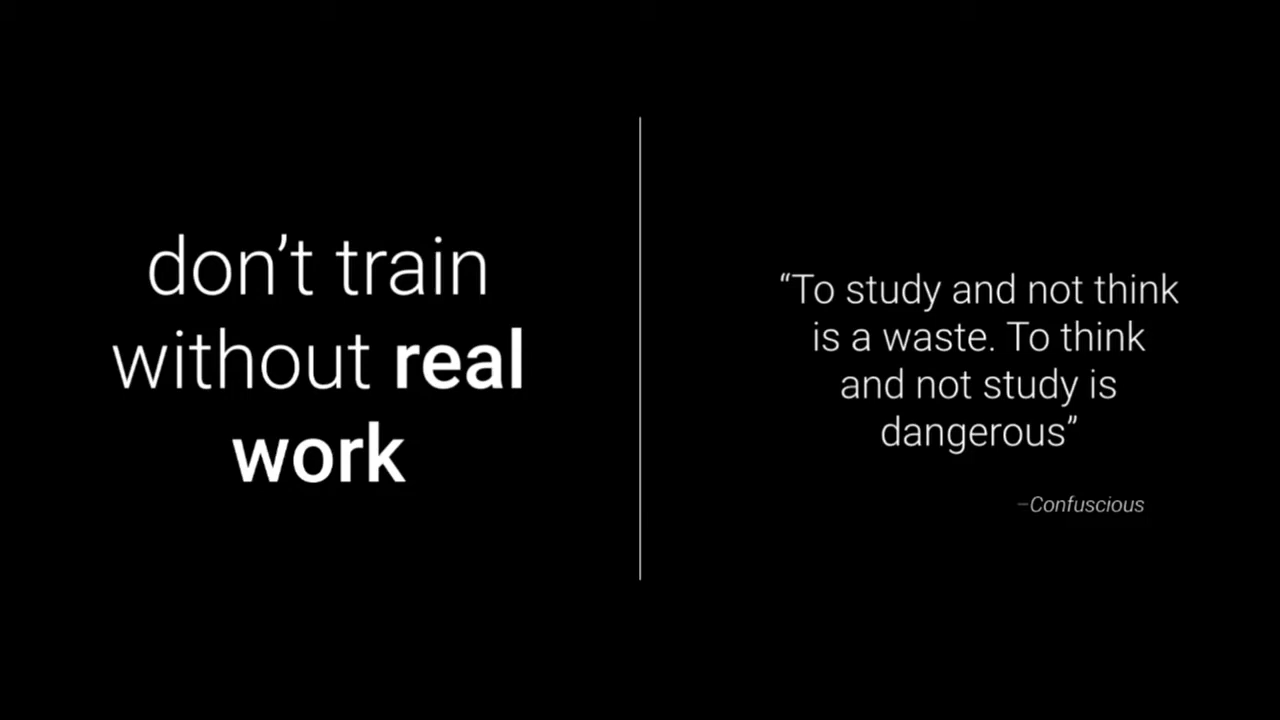 don’t train
without real
work
“To study and not think
is a waste. To think
and not study is
dangerous”
–Confuscious